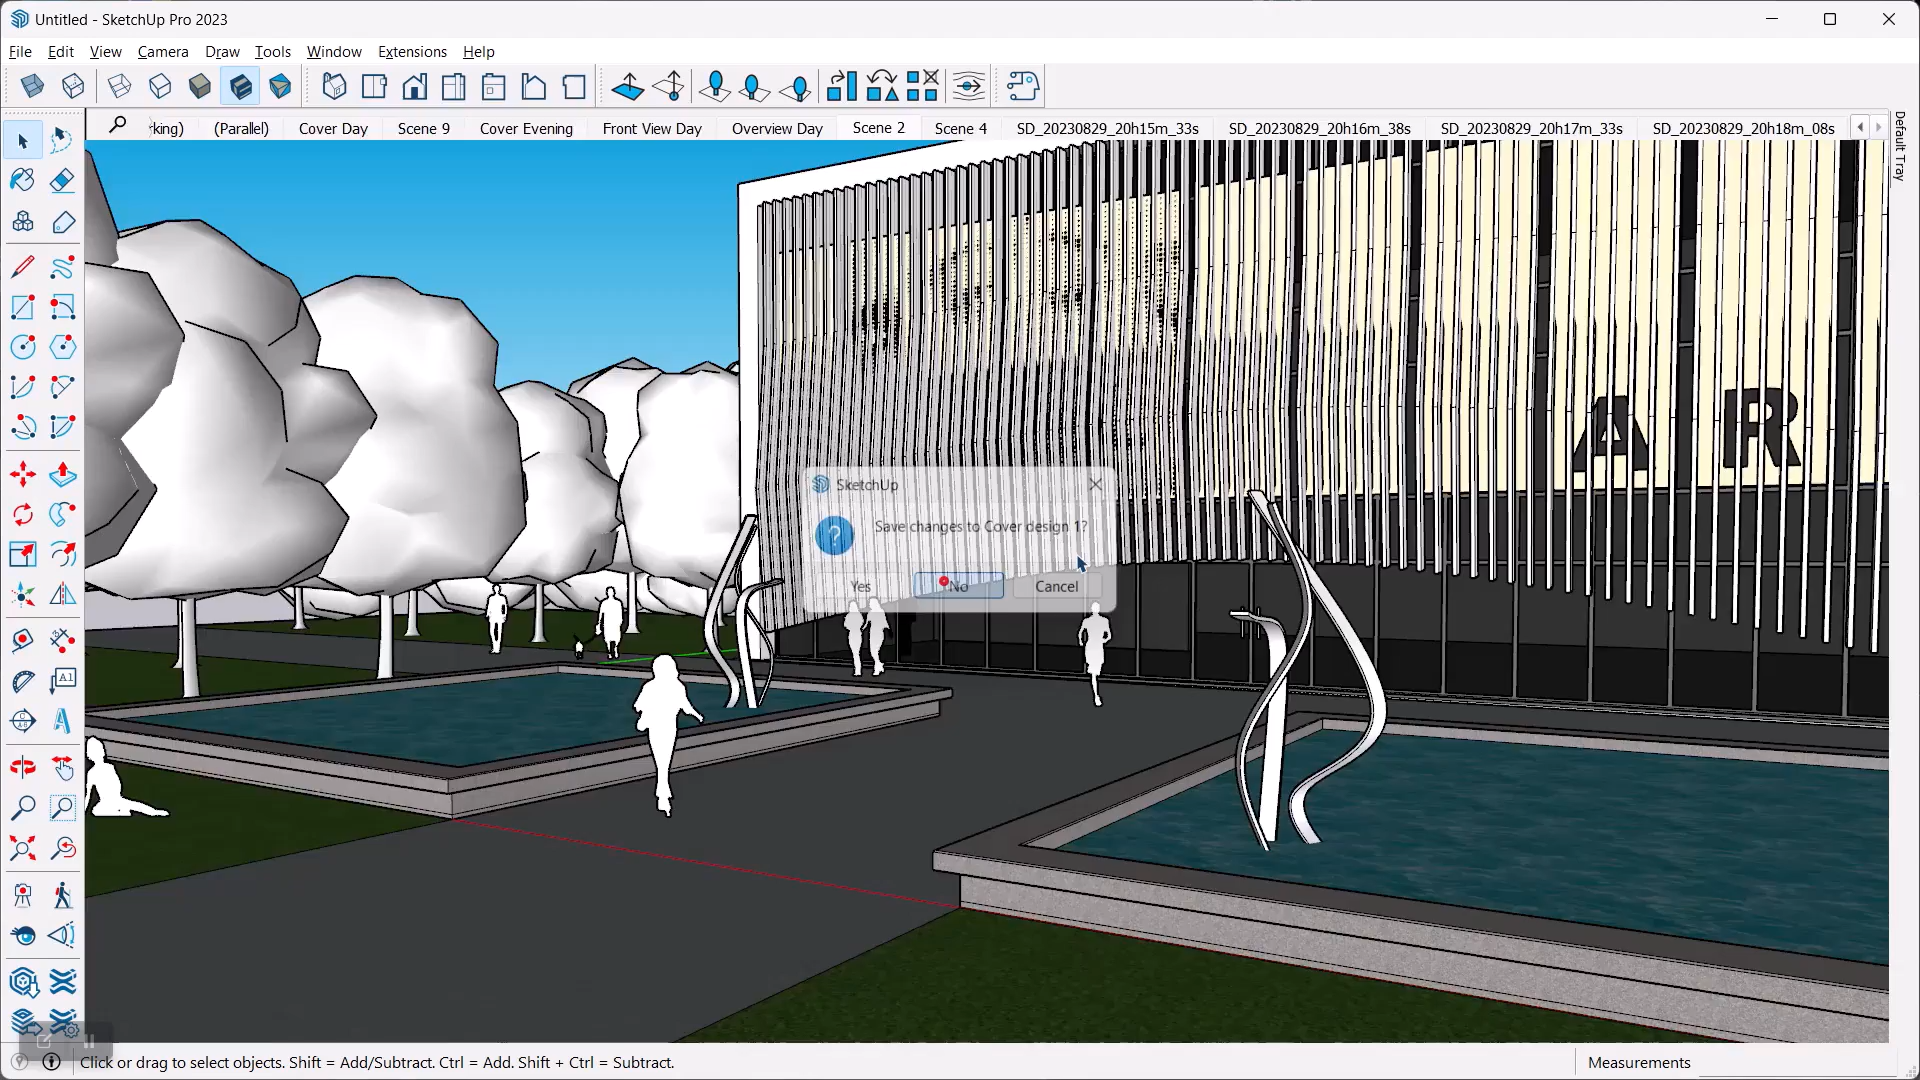 Untitled - SketchUp Pro 2023
File Edit View Camera Draw Tools Window Extensions Help
king) (Parallel) Cover Day Scene 9 Cover Evening Front View Day Overview Day Scene 2 Scene 4 SD_20230829_20h15m_33s SD_20230829_20h16m_38s SD_20230829_20h17m_33s SD_20230829_20h18m_08s
Default Tray
A R
SketchUp
Save changes to Cover design 1?
Yes No Cancel
A1
Click or drag to select objects. Shift = Add/Subtract. Ctrl = Add. Shift + Ctrl = Subtract.
Measurements